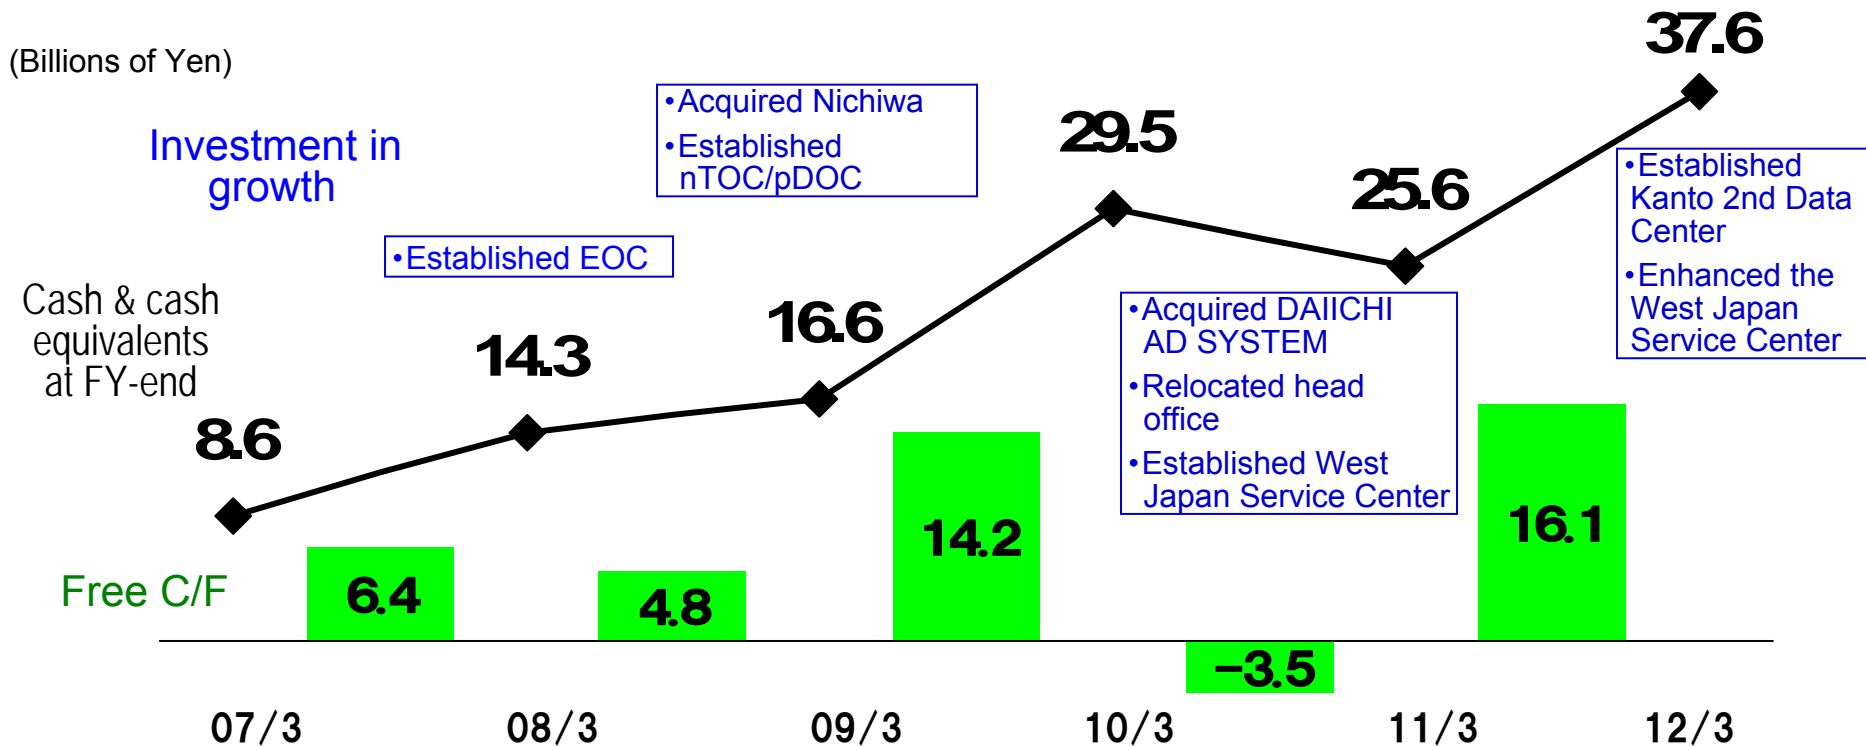 (Billions of Yen)
Investment in
growth
Cash & cash
equivalents
at FY-end
Free C/F
•Established EOC
•Acquired Nichiwa
•Established
nTOC/pDOC
•Acquired DAIICHI
AD SYSTEM
•Relocated head
office
•Established West
Japan Service Center
•Established
Kanto 2nd Data
Center
•Enhanced the
West Japan
Service Center
8.6
14.3
16.6
29.5
25.6
37.6
6.4
4.8
14.2
−3.5
16.1
07/3
08/3
09/3
10/3
11/3
12/3